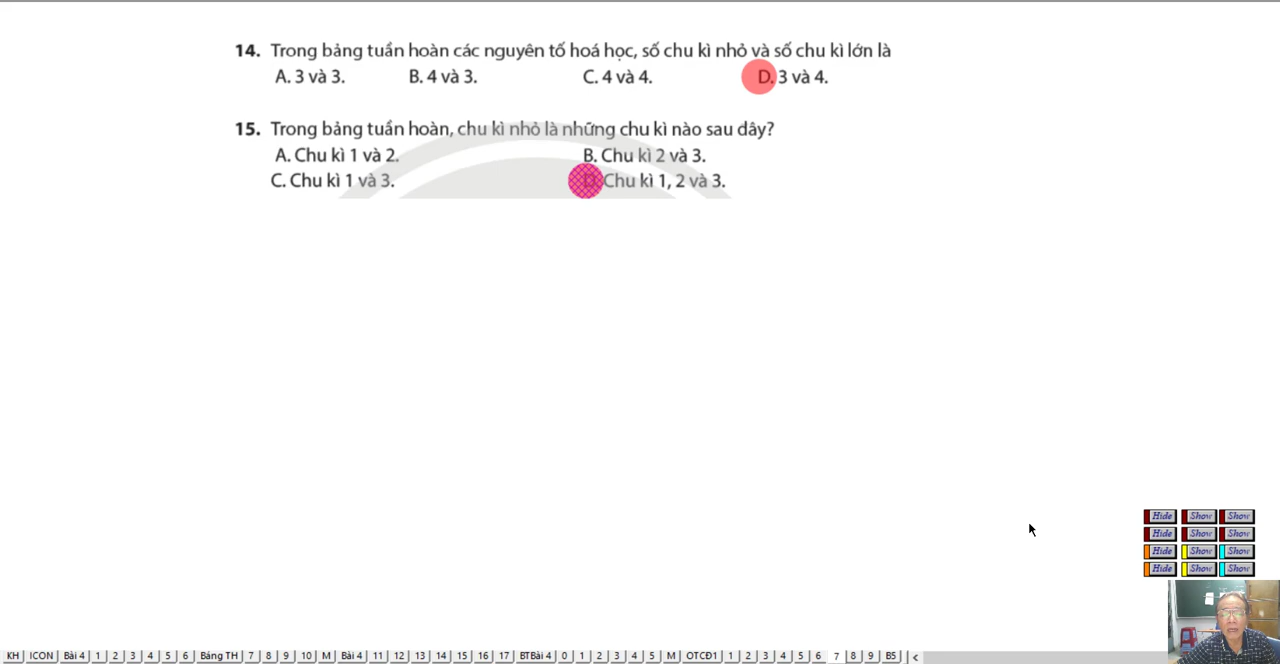 14. Trong bảng tuần hoàn các nguyên tố hoá học, số chu kì nhỏ và số chu kì lớn là
A. 3 và 3. B. 4 và 3. C. 4 và 4. D. 3 và 4.
15. Trong bảng tuần hoàn, chu kì nhỏ là những chu kì nào sau đây?
A. Chu kì 1 và 2. B. Chu kì 2 và 3.
C. Chu kì 1 và 3. D. Chu kì 1, 2 và 3.
Hide Show Show
Hide Show Show
Hide Show Show
Hide Show Show
KH ICON Bài 4 1 2 3 4 5 6 Bảng TH 7 8 9 10 M Bài 4 11 12 13 14 15 16 17 BTBài 4 0 1 2 3 4 5 M OTCĐ1 1 2 3 4 5 6 7 8 9 B5 <